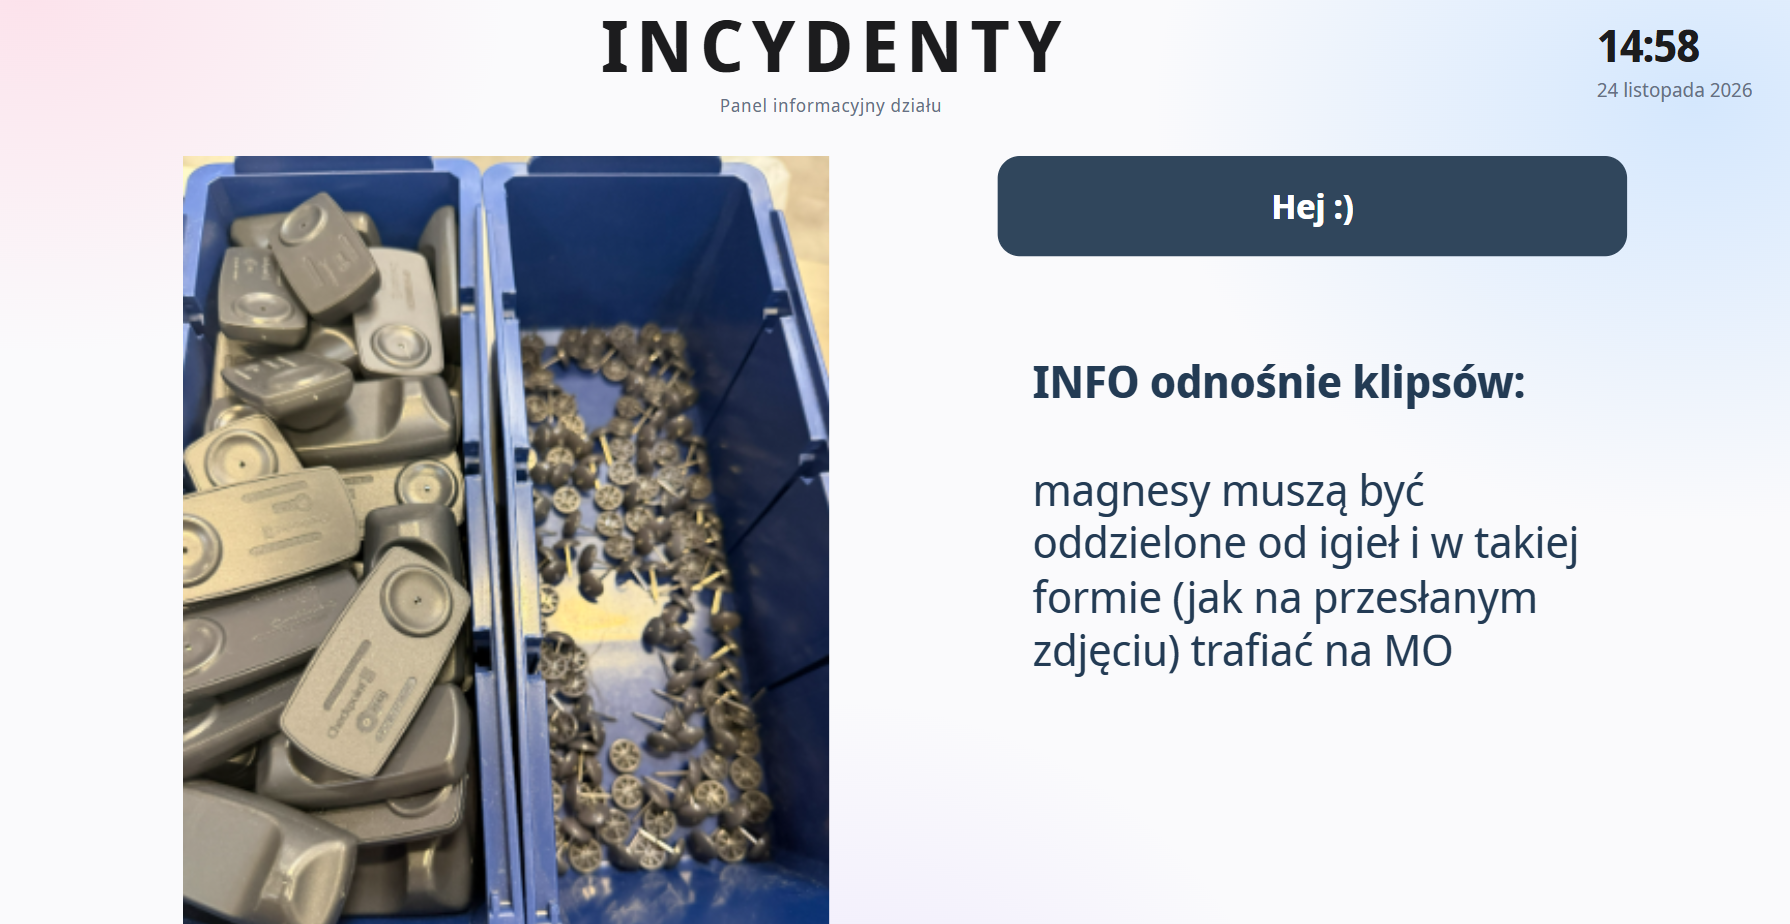 INCYDENTY
Panel informacyjny działu
14:58
24 listopada 2026
Hej :)
INFO odnośnie klipsów:
magnesy muszą być
oddzielone od igieł i w takiej
formie (jak na przesłanym
zdjęciu) trafiać na MO